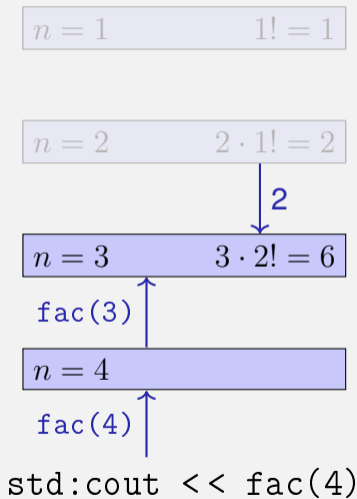 n = 1 1! = 1
n = 2 2 · 1! = 2
2
n = 3 3 · 2! = 6
fac(3)
n = 4
fac(4)
std:cout << fac(4)